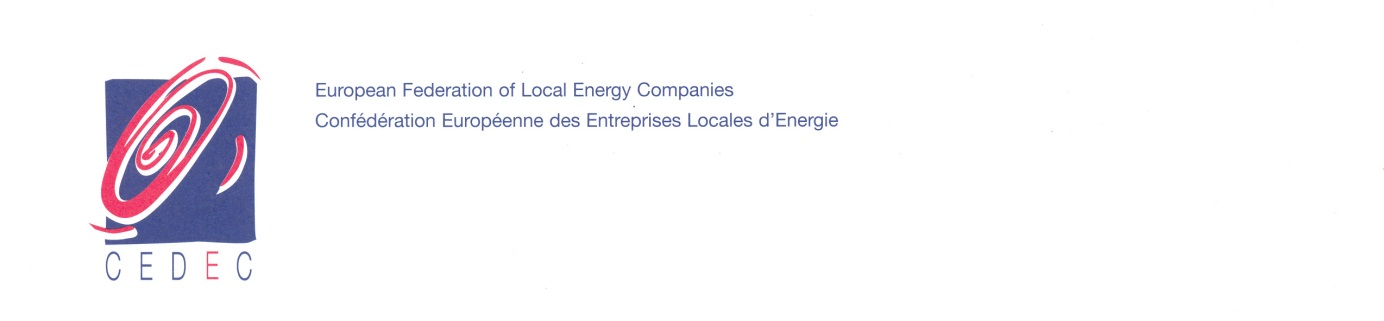 European Federation of Local Energy Companies
Confédération Européenne des Entreprises Locales d'Energie
CEDEC